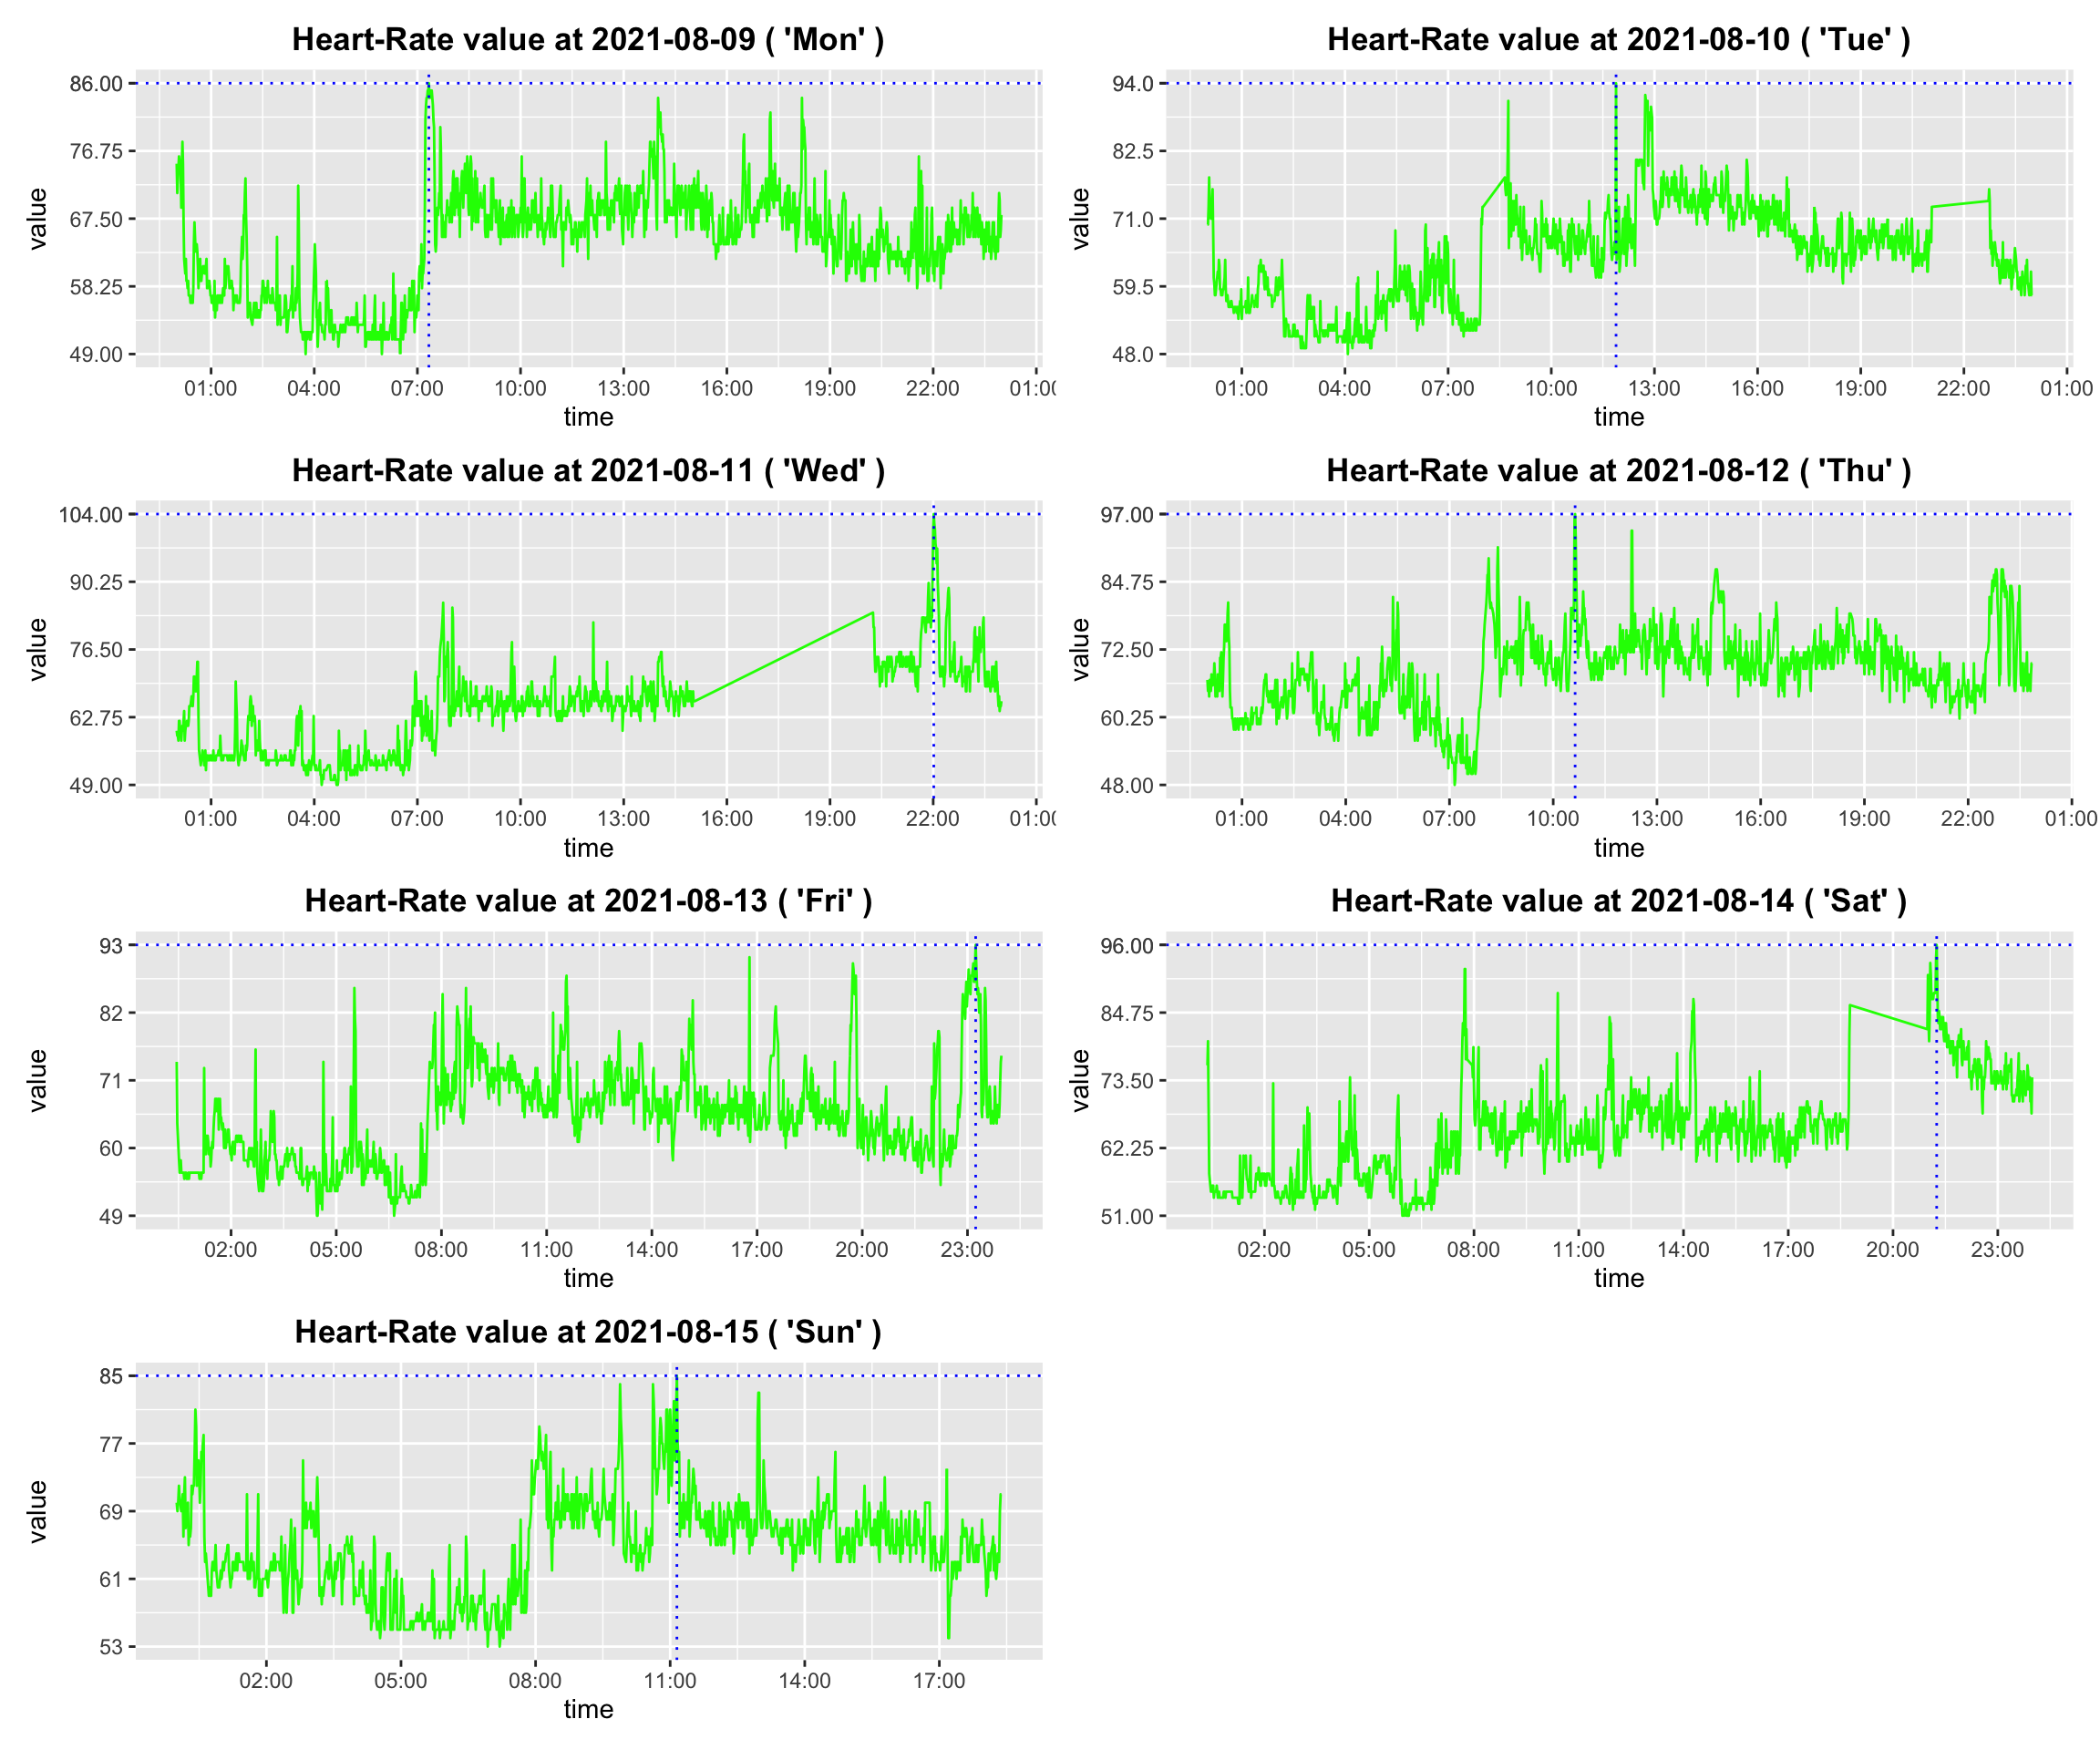 Heart-Rate value at 2021-08-09 ( 'Mon' )
86.00
76.75
67.50
58.25
49.00
value
01:00 04:00 07:00 10:00 13:00 16:00 19:00 22:00 01:00
time
Heart-Rate value at 2021-08-10 ( 'Tue' )
94.0
82.5
71.0
59.5
48.0
value
01:00 04:00 07:00 10:00 13:00 16:00 19:00 22:00 01:00
time
Heart-Rate value at 2021-08-11 ( 'Wed' )
104.00
90.25
76.50
62.75
49.00
value
01:00 04:00 07:00 10:00 13:00 16:00 19:00 22:00 01:00
time
Heart-Rate value at 2021-08-12 ( 'Thu' )
97.00
84.75
72.50
60.25
48.00
value
01:00 04:00 07:00 10:00 13:00 16:00 19:00 22:00 01:00
time
Heart-Rate value at 2021-08-13 ( 'Fri' )
93
82
71
60
49
value
02:00 05:00 08:00 11:00 14:00 17:00 20:00 23:00
time
Heart-Rate value at 2021-08-14 ( 'Sat' )
96.00
84.75
73.50
62.25
51.00
value
02:00 05:00 08:00 11:00 14:00 17:00 20:00 23:00
time
Heart-Rate value at 2021-08-15 ( 'Sun' )
85
77
69
61
53
value
02:00 05:00 08:00 11:00 14:00 17:00
time